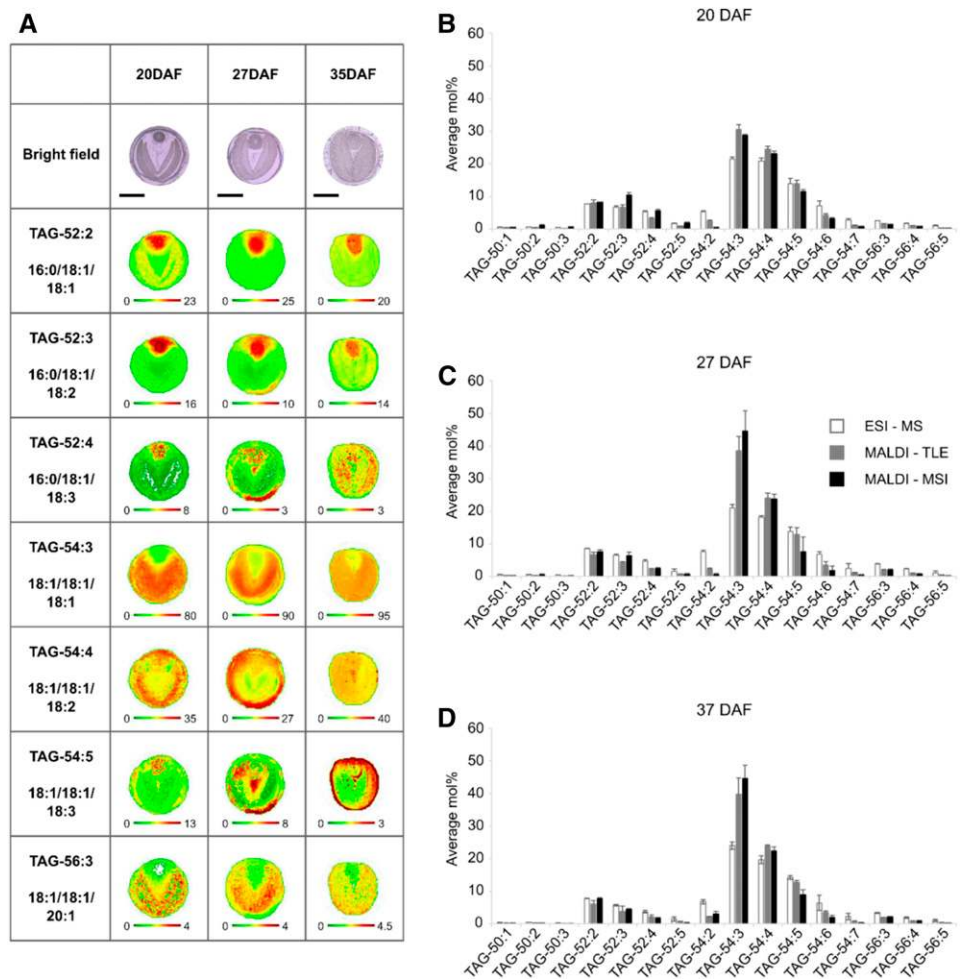 A
20DAF 27DAF 35DAF
Bright field
TAG-52:2
16:0/18:1/
18:1
0 23 0 25 0 20
TAG-52:3
16:0/18:1/
18:2
0 16 0 10 0 14
TAG-52:4
16:0/18:1/
18:3
0 8 0 3 0 3
TAG-54:3
18:1/18:1/
18:1
0 80 0 90 0 95
TAG-54:4
18:1/18:1/
18:2
0 35 0 27 0 40
TAG-54:5
18:1/18:1/
18:3
0 13 0 8 0 3
TAG-56:3
18:1/18:1/
20:1
0 4 0 4 0 4.5
B
20 DAF
Average mol%
60
50
40
30
20
10
0
TAG-50:1 TAG-50:2 TAG-50:3 TAG-52:2 TAG-52:3 TAG-52:4 TAG-52:5 TAG-54:2 TAG-54:3 TAG-54:4 TAG-54:5 TAG-54:6 TAG-54:7 TAG-56:3 TAG-56:4 TAG-56:5
C
27 DAF
Average mol%
60
50
40
30
20
10
0
ESI - MS
MALDI - TLE
MALDI - MSI
TAG-50:1 TAG-50:2 TAG-50:3 TAG-52:2 TAG-52:3 TAG-52:4 TAG-52:5 TAG-54:2 TAG-54:3 TAG-54:4 TAG-54:5 TAG-54:6 TAG-54:7 TAG-56:3 TAG-56:4 TAG-56:5
D
37 DAF
Average mol%
60
50
40
30
20
10
0
TAG-50:1 TAG-50:2 TAG-50:3 TAG-52:2 TAG-52:3 TAG-52:4 TAG-52:5 TAG-54:2 TAG-54:3 TAG-54:4 TAG-54:5 TAG-54:6 TAG-54:7 TAG-56:3 TAG-56:4 TAG-56:5